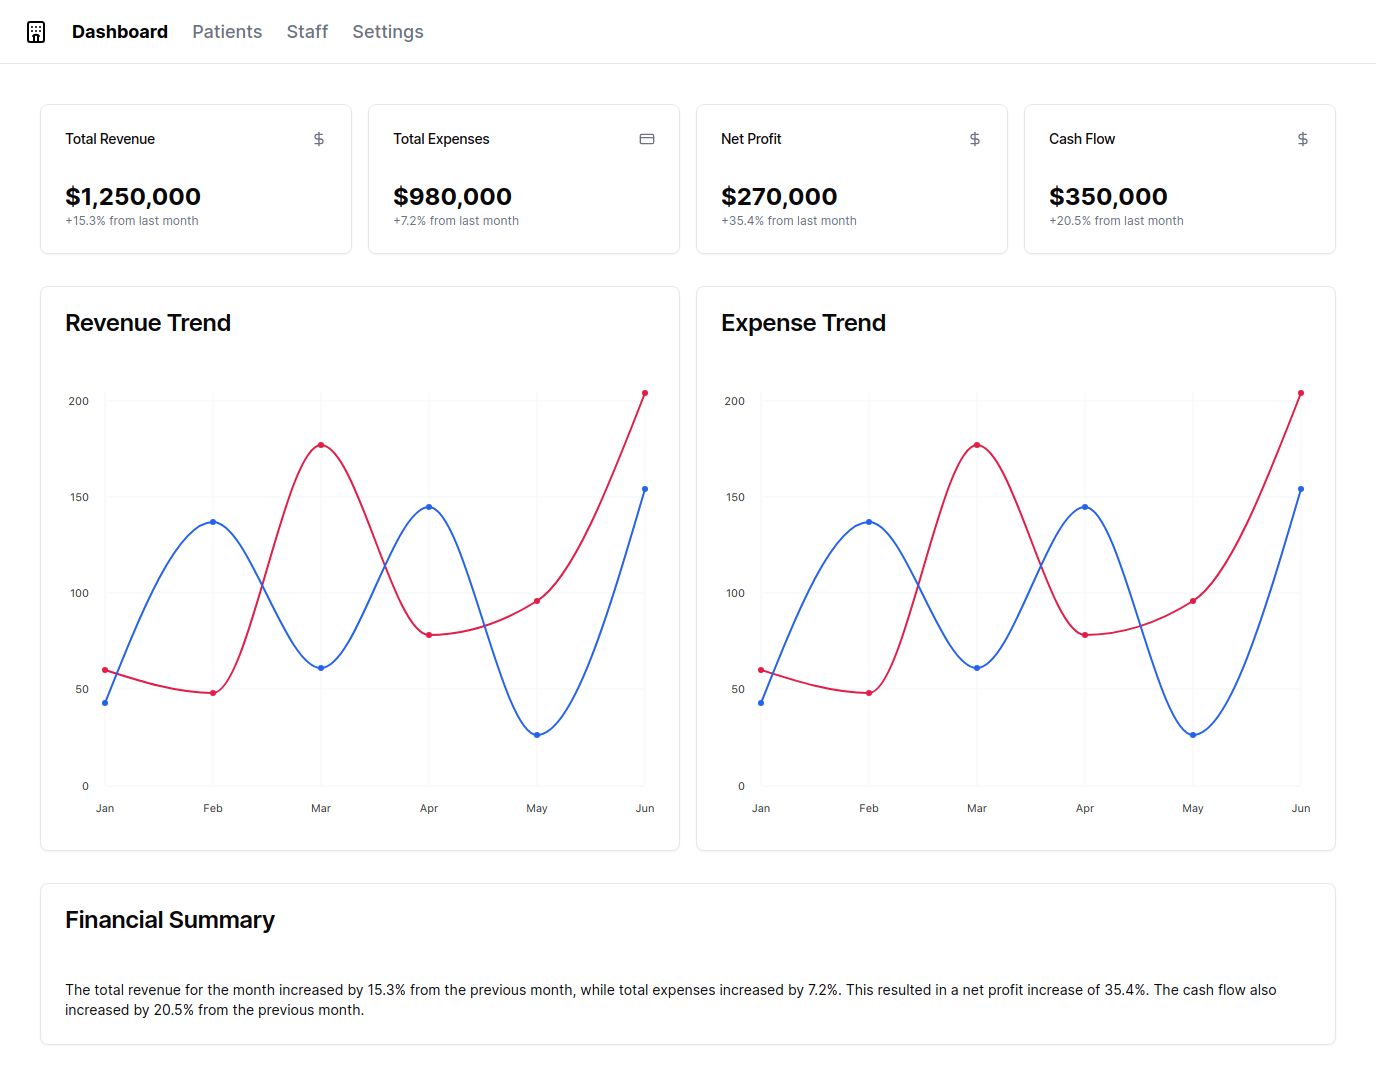 Dashboard Patients Staff Settings
Total Revenue
$1,250,000
+15.3% from last month
Total Expenses
$980,000
+7.2% from last month
Net Profit
$270,000
+35.4% from last month
Cash Flow
$350,000
+20.5% from last month
Revenue Trend
200
150
100
50
0
Jan Feb Mar Apr May Jun
Expense Trend
200
150
100
50
0
Jan Feb Mar Apr May Jun
Financial Summary
The total revenue for the month increased by 15.3% from the previous month, while total expenses increased by 7.2%. This resulted in a net profit increase of 35.4%. The cash flow also
increased by 20.5% from the previous month.